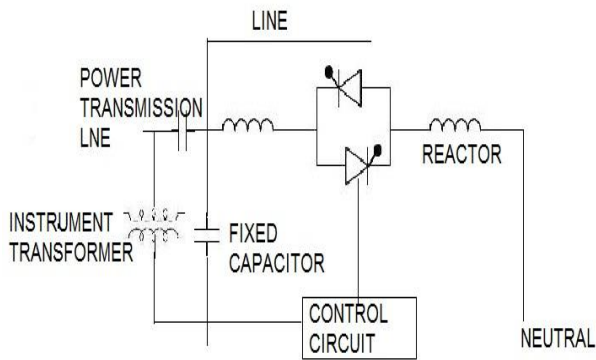 LINE
POWER
TRANSMISSION
LNE
REACTOR
INSTRUMENT
TRANSFORMER
FIXED
CAPACITOR
CONTROL
CIRCUIT
NEUTRAL